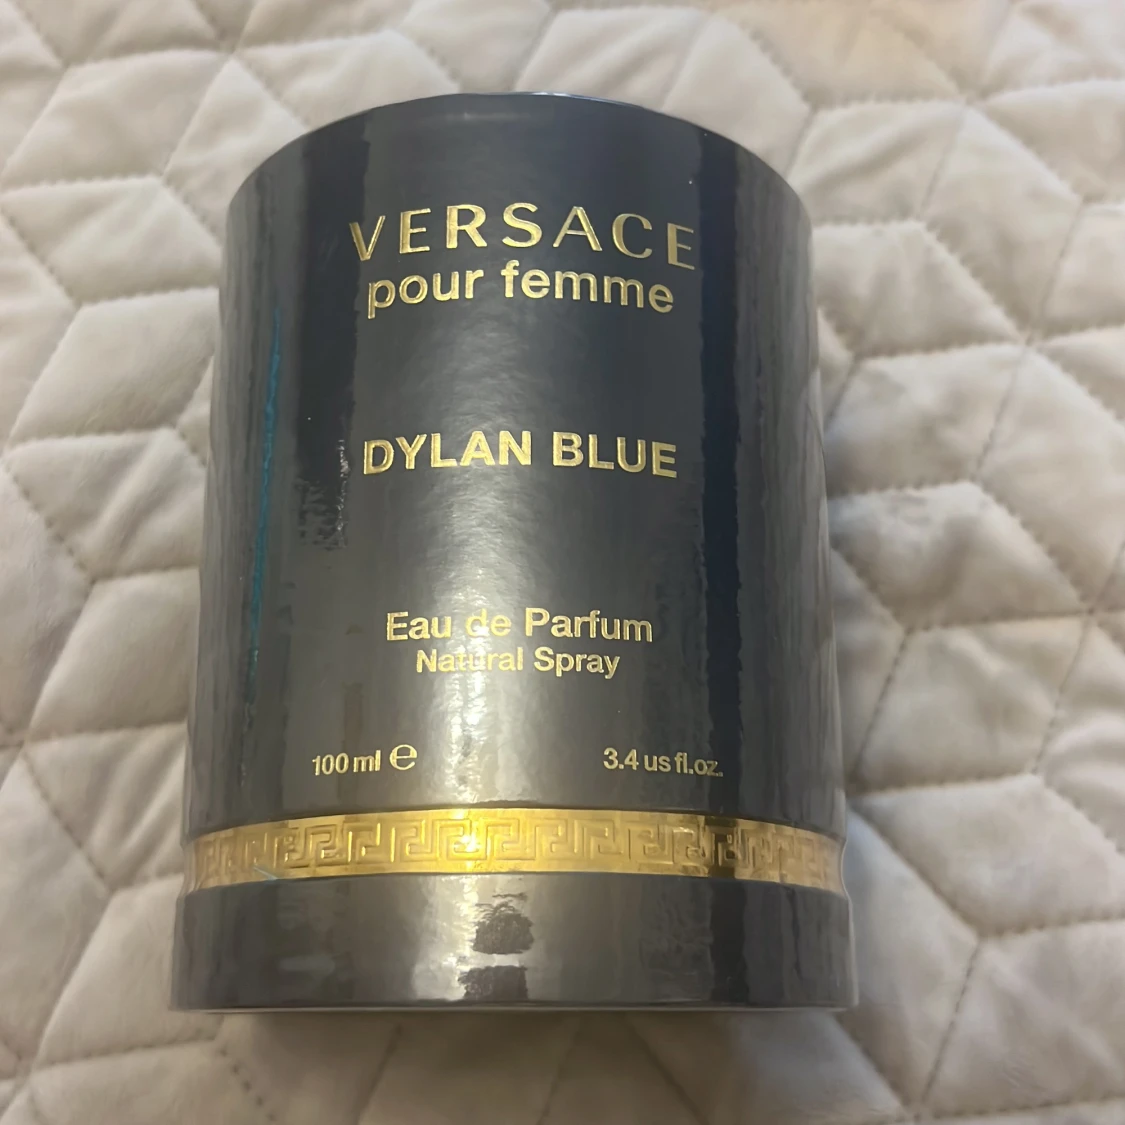 VERSACE
pour femme
DYLAN BLUE
Eau de Parfum
Natural Spray
100 ml ℮
3.4 us fl.oz.